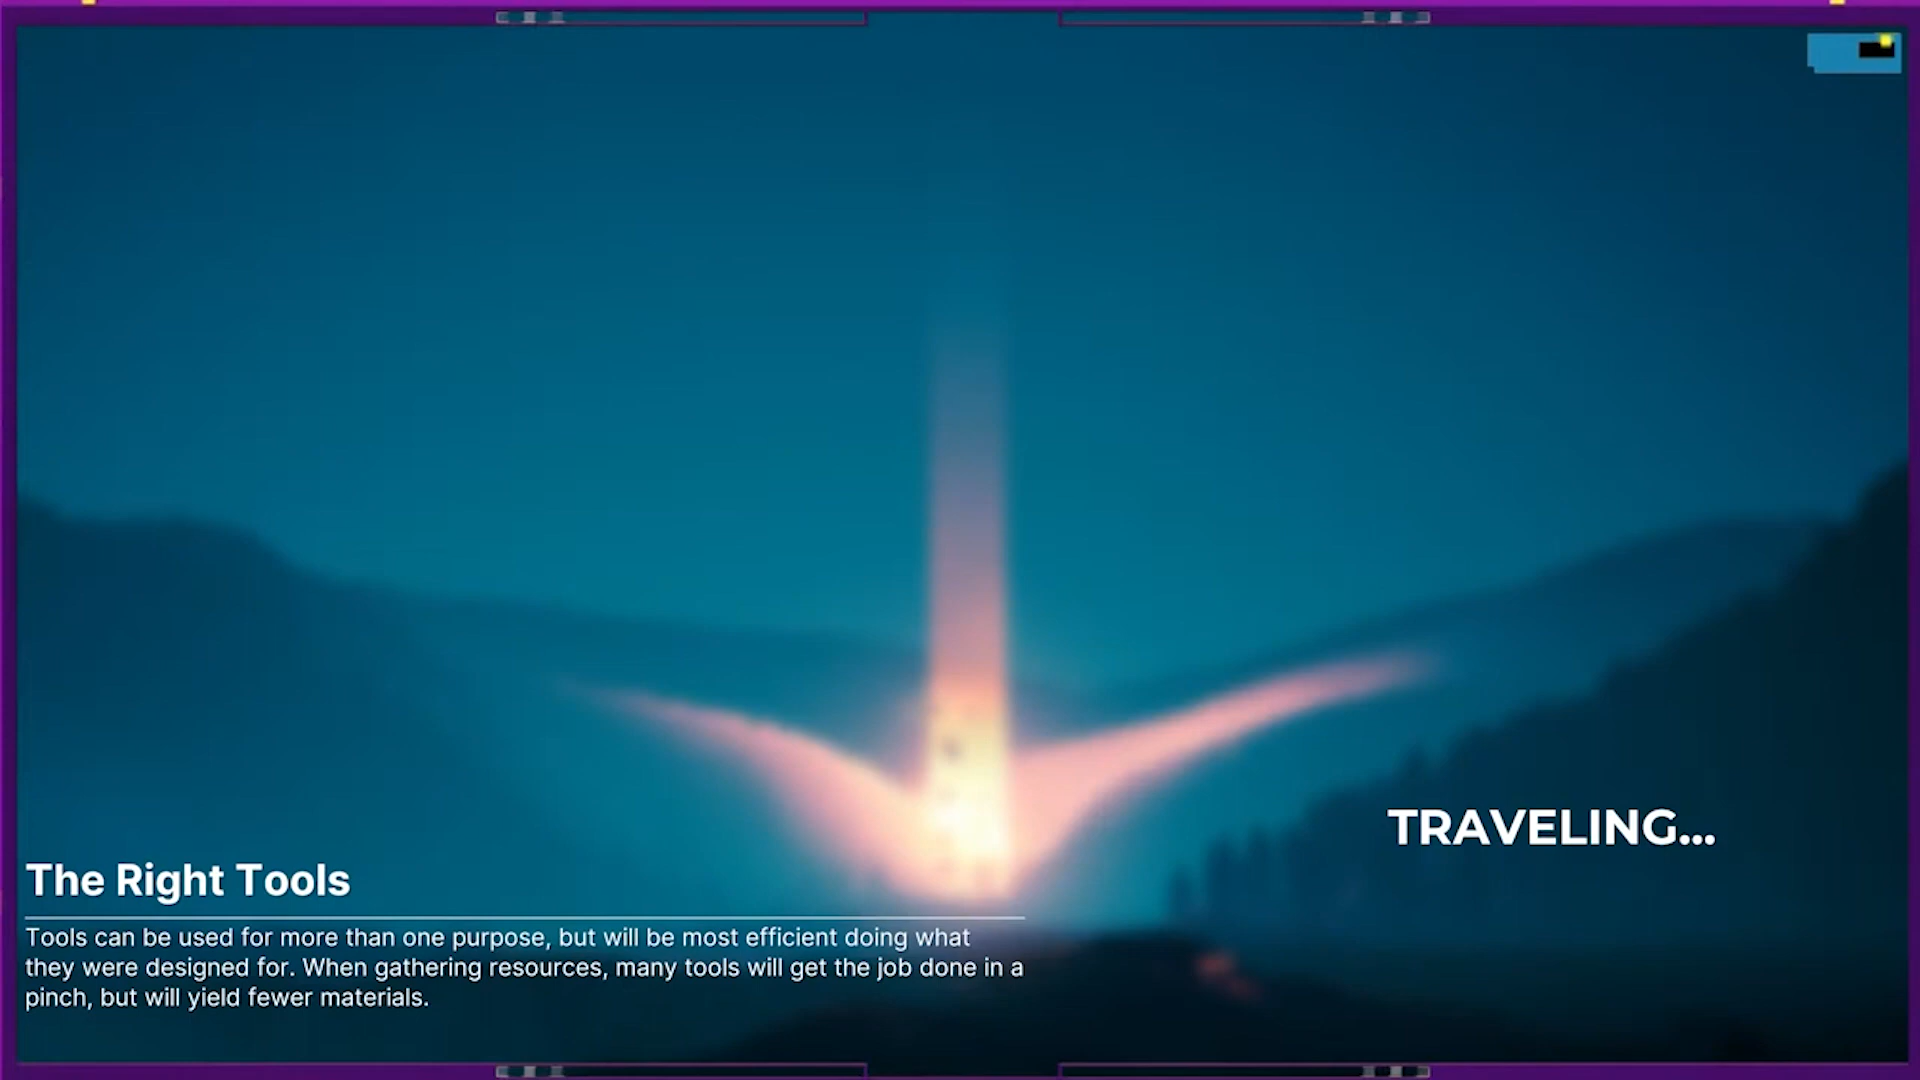 TRAVELING...
The Right Tools
Tools can be used for more than one purpose, but will be most efficient doing what
they were designed for. When gathering resources, many tools will get the job done in a
pinch, but will yield fewer materials.